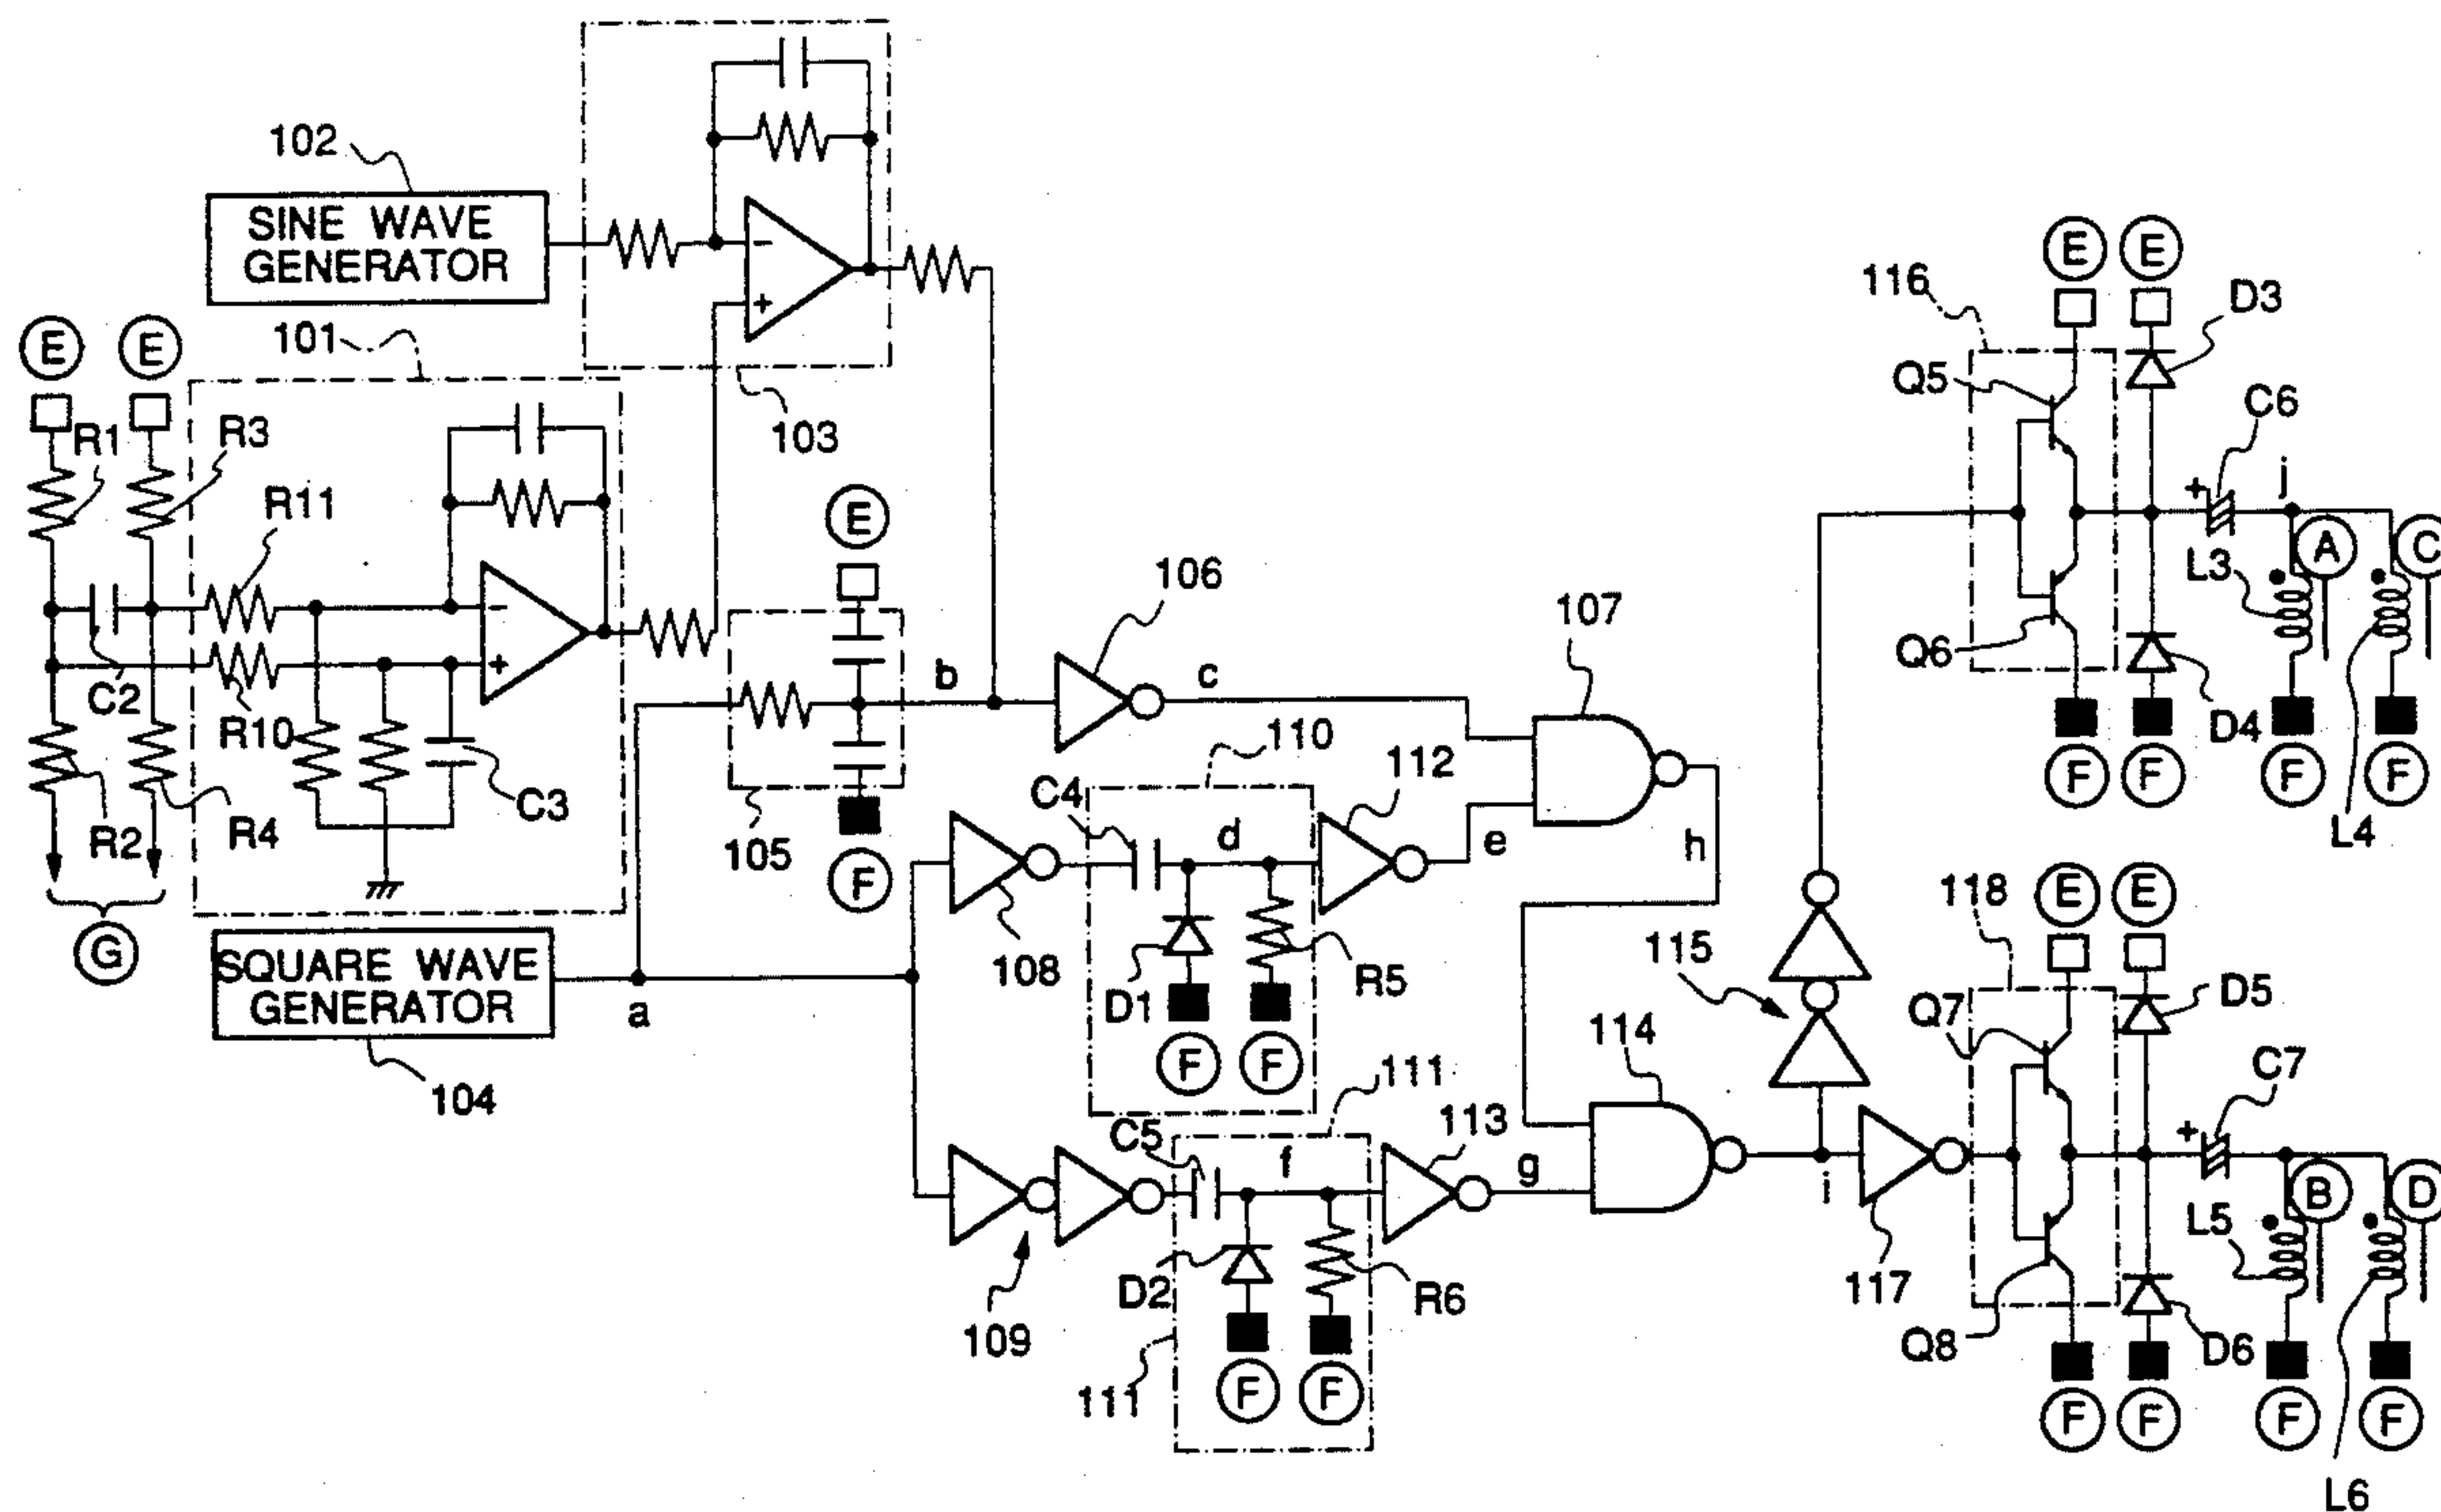 102
SINE WAVE
GENERATOR
−
+
103
E
E
101
R1
R3
R11
−
+
C2
R10
C3
R2
R4
G
SQUARE WAVE
GENERATOR
104
a
E
105
F
b
106
c
107
110
C4
d
112
e
h
108
D1
R5
F
F
111
C5
f
113
g
109
D2
R6
111
F
F
114
115
i
117
E
E
116
D3
Q5
C6
+
j
A
C
L3
Q6
D4
F
F
F
F
L4
E
E
118
Q7
D5
C7
+
B
D
L5
Q8
D6
F
F
F
F
L6